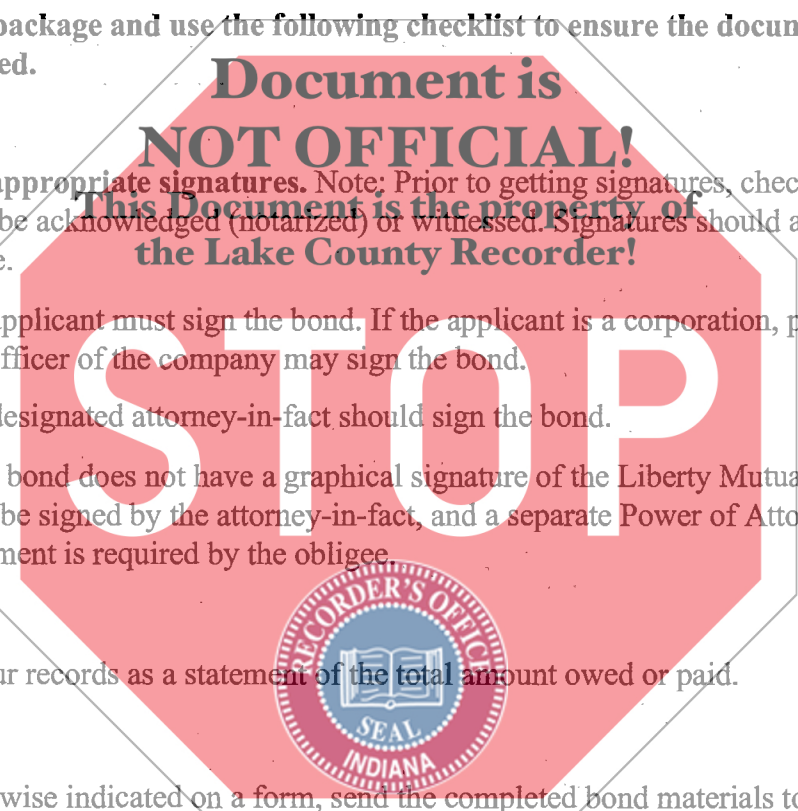 package and use the following checklist to ensure the docum
ed.
Document is
NOT OFFICIAL!
appropriate signatures. Note: Prior to getting signatures, chec
This Document is the property of
be acknowledged (notarized) or witnessed. Signatures should a
the Lake County Recorder!
e.
applicant must sign the bond. If the applicant is a corporation, p
fficer of the company may sign the bond.
designated attorney-in-fact should sign the bond.
STOP
bond does not have a graphical signature of the Liberty Mutua
be signed by the attorney-in-fact, and a separate Power of Atto
ment is required by the obligee.
RECORDER'S OFFICE
ur records as a statement of the total amount owed or paid.
SEAL
INDIANA
wise indicated on a form, send the completed bond materials to